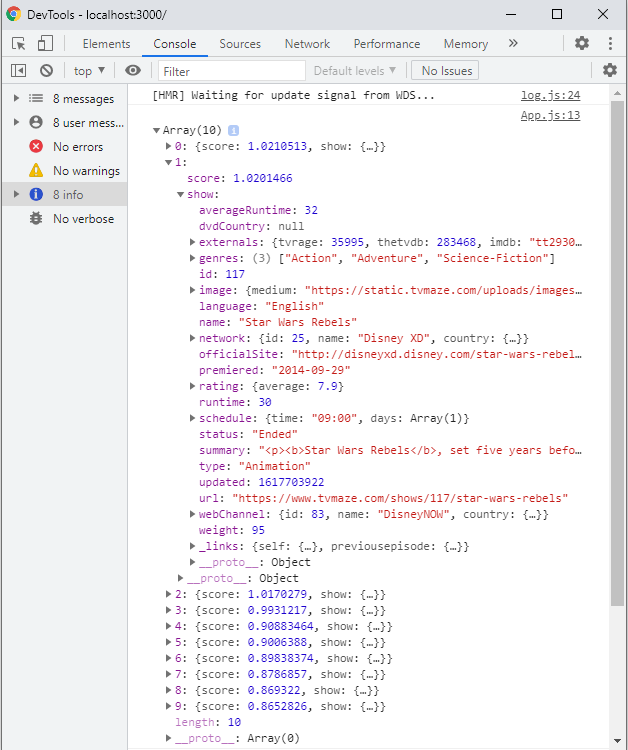 DevTools - localhost:3000/
Elements Console Sources Network Performance Memory »
top ▾ Filter Default levels ▾ No Issues
8 messages
8 user mess...
No errors
No warnings
8 info
No verbose
[HMR] Waiting for update signal from WDS... log.js:24
App.js:13
▼Array(10) i
▶0: {score: 1.0210513, show: {…}}
▼1:
score: 1.0201466
▼show:
averageRuntime: 32
dvdCountry: null
▶externals: {tvrage: 35995, thetvdb: 283468, imdb: "tt2930…
▶genres: (3) ["Action", "Adventure", "Science-Fiction"]
id: 117
▶image: {medium: "https://static.tvmaze.com/uploads/images…
language: "English"
name: "Star Wars Rebels"
▶network: {id: 25, name: "Disney XD", country: {…}}
officialSite: "http://disneyxd.disney.com/star-wars-rebel…
premiered: "2014-09-29"
▶rating: {average: 7.9}
runtime: 30
▶schedule: {time: "09:00", days: Array(1)}
status: "Ended"
summary: "<p><b>Star Wars Rebels</b>, set five years befo…
type: "Animation"
updated: 1617703922
url: "https://www.tvmaze.com/shows/117/star-wars-rebels"
▶webChannel: {id: 83, name: "DisneyNOW", country: {…}}
weight: 95
▶_links: {self: {…}, previousepisode: {…}}
▶__proto__: Object
▶__proto__: Object
▶2: {score: 1.0170279, show: {…}}
▶3: {score: 0.9931217, show: {…}}
▶4: {score: 0.90883464, show: {…}}
▶5: {score: 0.9006388, show: {…}}
▶6: {score: 0.89838374, show: {…}}
▶7: {score: 0.8786857, show: {…}}
▶8: {score: 0.869322, show: {…}}
▶9: {score: 0.8652826, show: {…}}
length: 10
▶__proto__: Array(0)